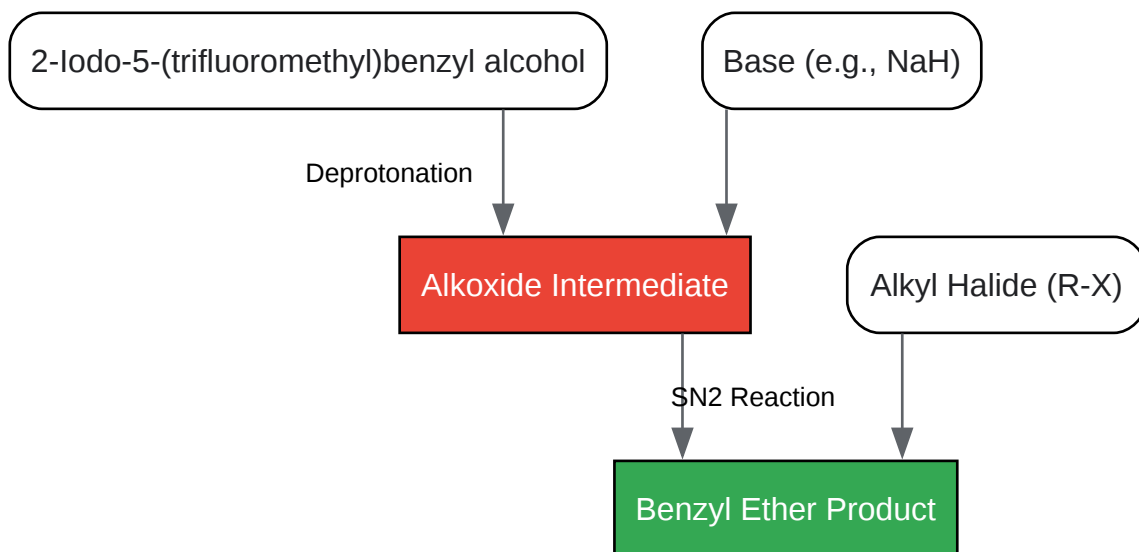 2-Iodo-5-(trifluoromethyl)benzyl alcohol
Base (e.g., NaH)
Deprotonation
Alkoxide Intermediate
Alkyl Halide (R-X)
SN2 Reaction
Benzyl Ether Product